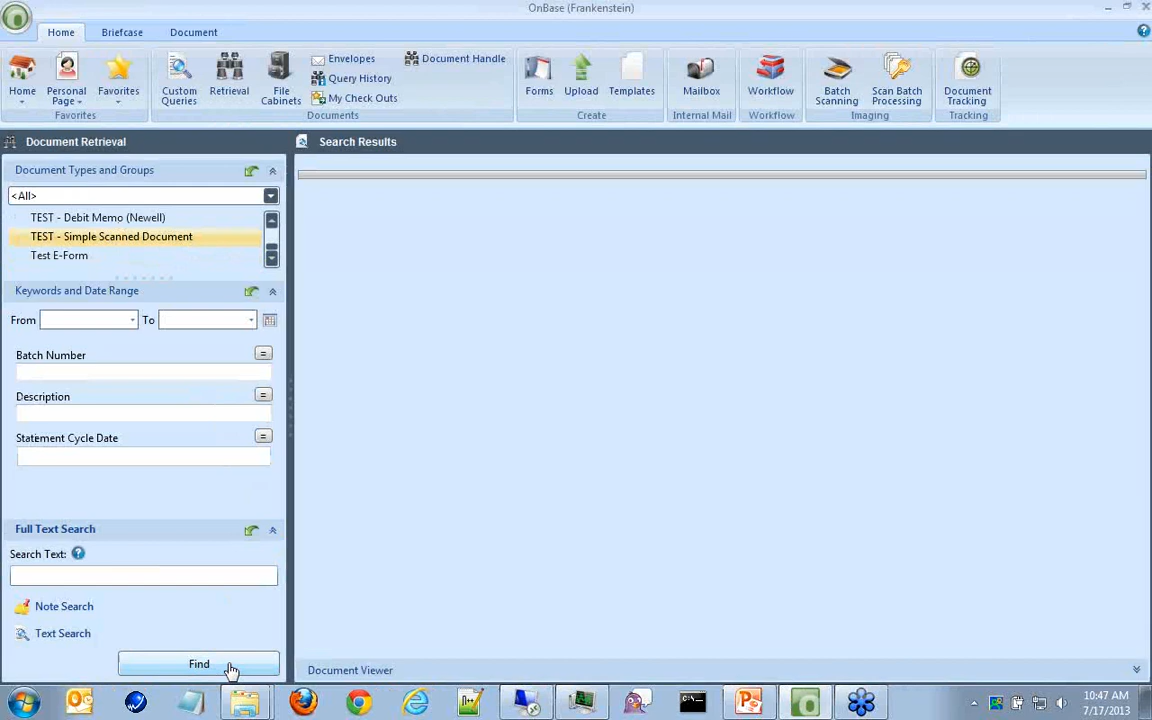 OnBase (Frankenstein)
Home Briefcase Document
Home Personal Page Favorites
Favorites
Custom Queries Retrieval File Cabinets
Envelopes
Query History
My Check Outs
Document Handle
Documents
Forms Upload Templates
Create
Mailbox
Internal Mail
Workflow
Workflow
Batch Scanning Scan Batch Processing
Imaging
Document Tracking
Tracking
Document Retrieval
Search Results
Document Types and Groups
<All>
TEST - Debit Memo (Newell)
TEST - Simple Scanned Document
Test E-Form
Keywords and Date Range
From To
Batch Number =
Description =
Statement Cycle Date =
Full Text Search
Search Text: ?
Note Search
Text Search
Find
Document Viewer
10:47 AM
7/17/2013